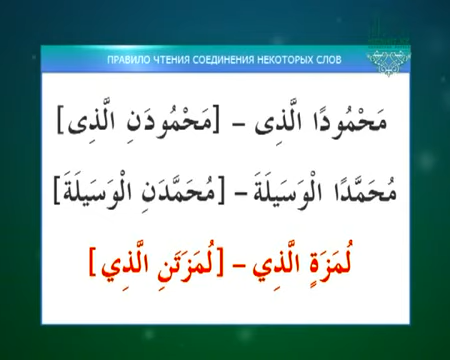 ПРАВИЛО ЧТЕНИЯ СОЕДИНЕНИЯ НЕКОТОРЫХ СЛОВ
مَحْمُودًا الَّذِى – [مَحْمُودَنِ الَّذِى]
مُحَمَّدًا الْوَسَيلَةَ – [مُحَمَّدَنِ الْوَسَيلَةَ]
لُمَزَةٍ الَّذِي – [لُمَزَتَنِ الَّذِي]